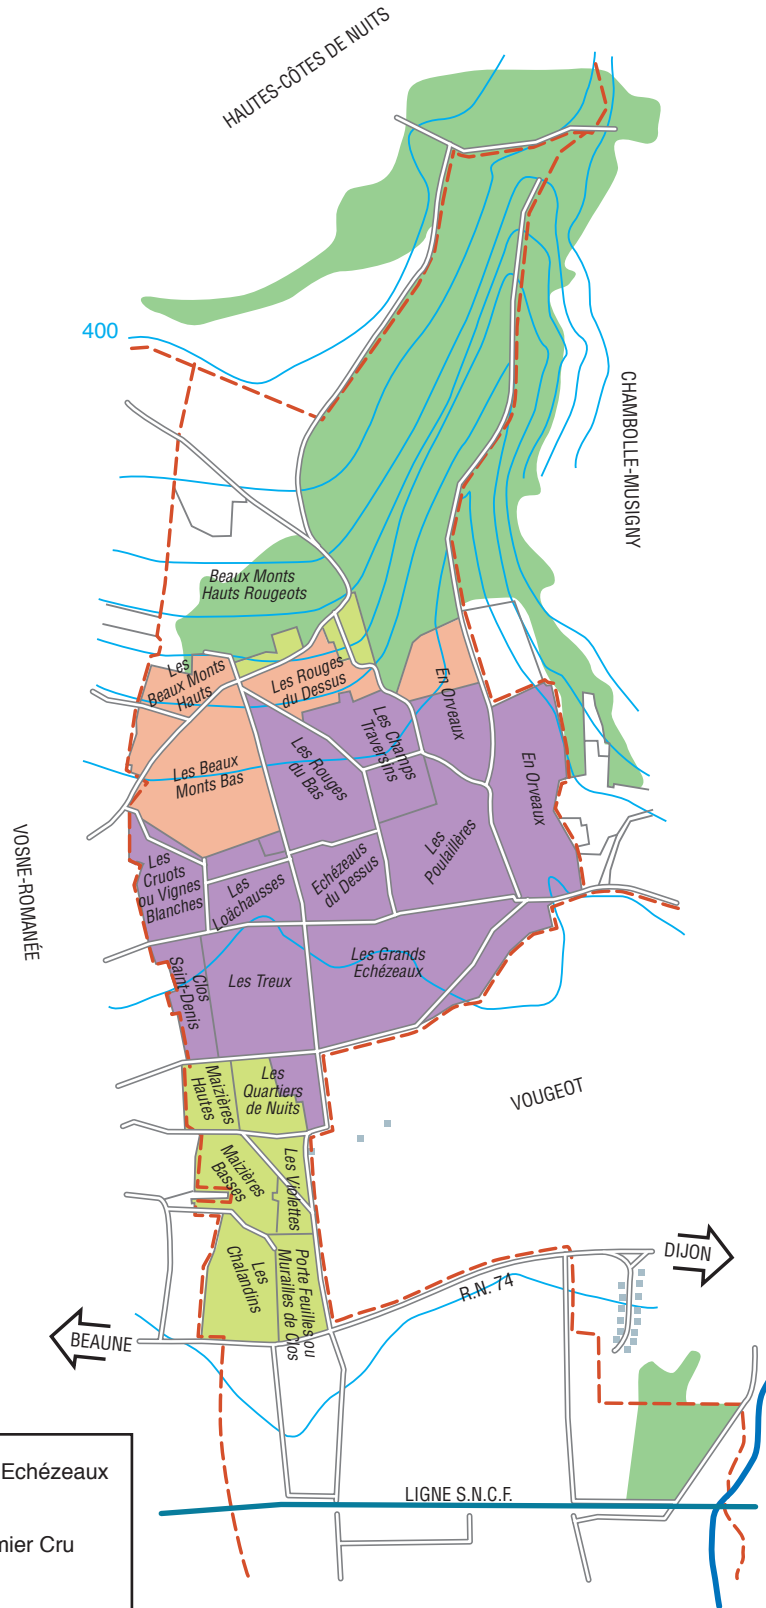 HAUTES-CÔTES DE NUITS
400
CHAMBOLLE-MUSIGNY
Beaux Monts
Hauts Rougeots
Les
Beaux Monts
Hauts
Les Rouges
du Dessus
En Orveaux
Les Beaux
Monts Bas
Les Rouges
du Bas
Les Champs
Traversins
En Orveaux
VOSNE-ROMANÉE
Les
Cruots
ou Vignes
Blanches
Les
Loächausses
Echézeaux
du Dessus
Les
Poulaillères
Clos
Saint-Denis
Les Treux
Les Grands
Echézeaux
Maizières
Hautes
Les
Quartiers
de Nuits
VOUGEOT
Maizières
Basses
Les Violettes
Les
Chalandins
Porte Feuilles ou
Murailles de Clos
R.N. 74
DIJON
BEAUNE
Echézeaux
mier Cru
LIGNE S.N.C.F.